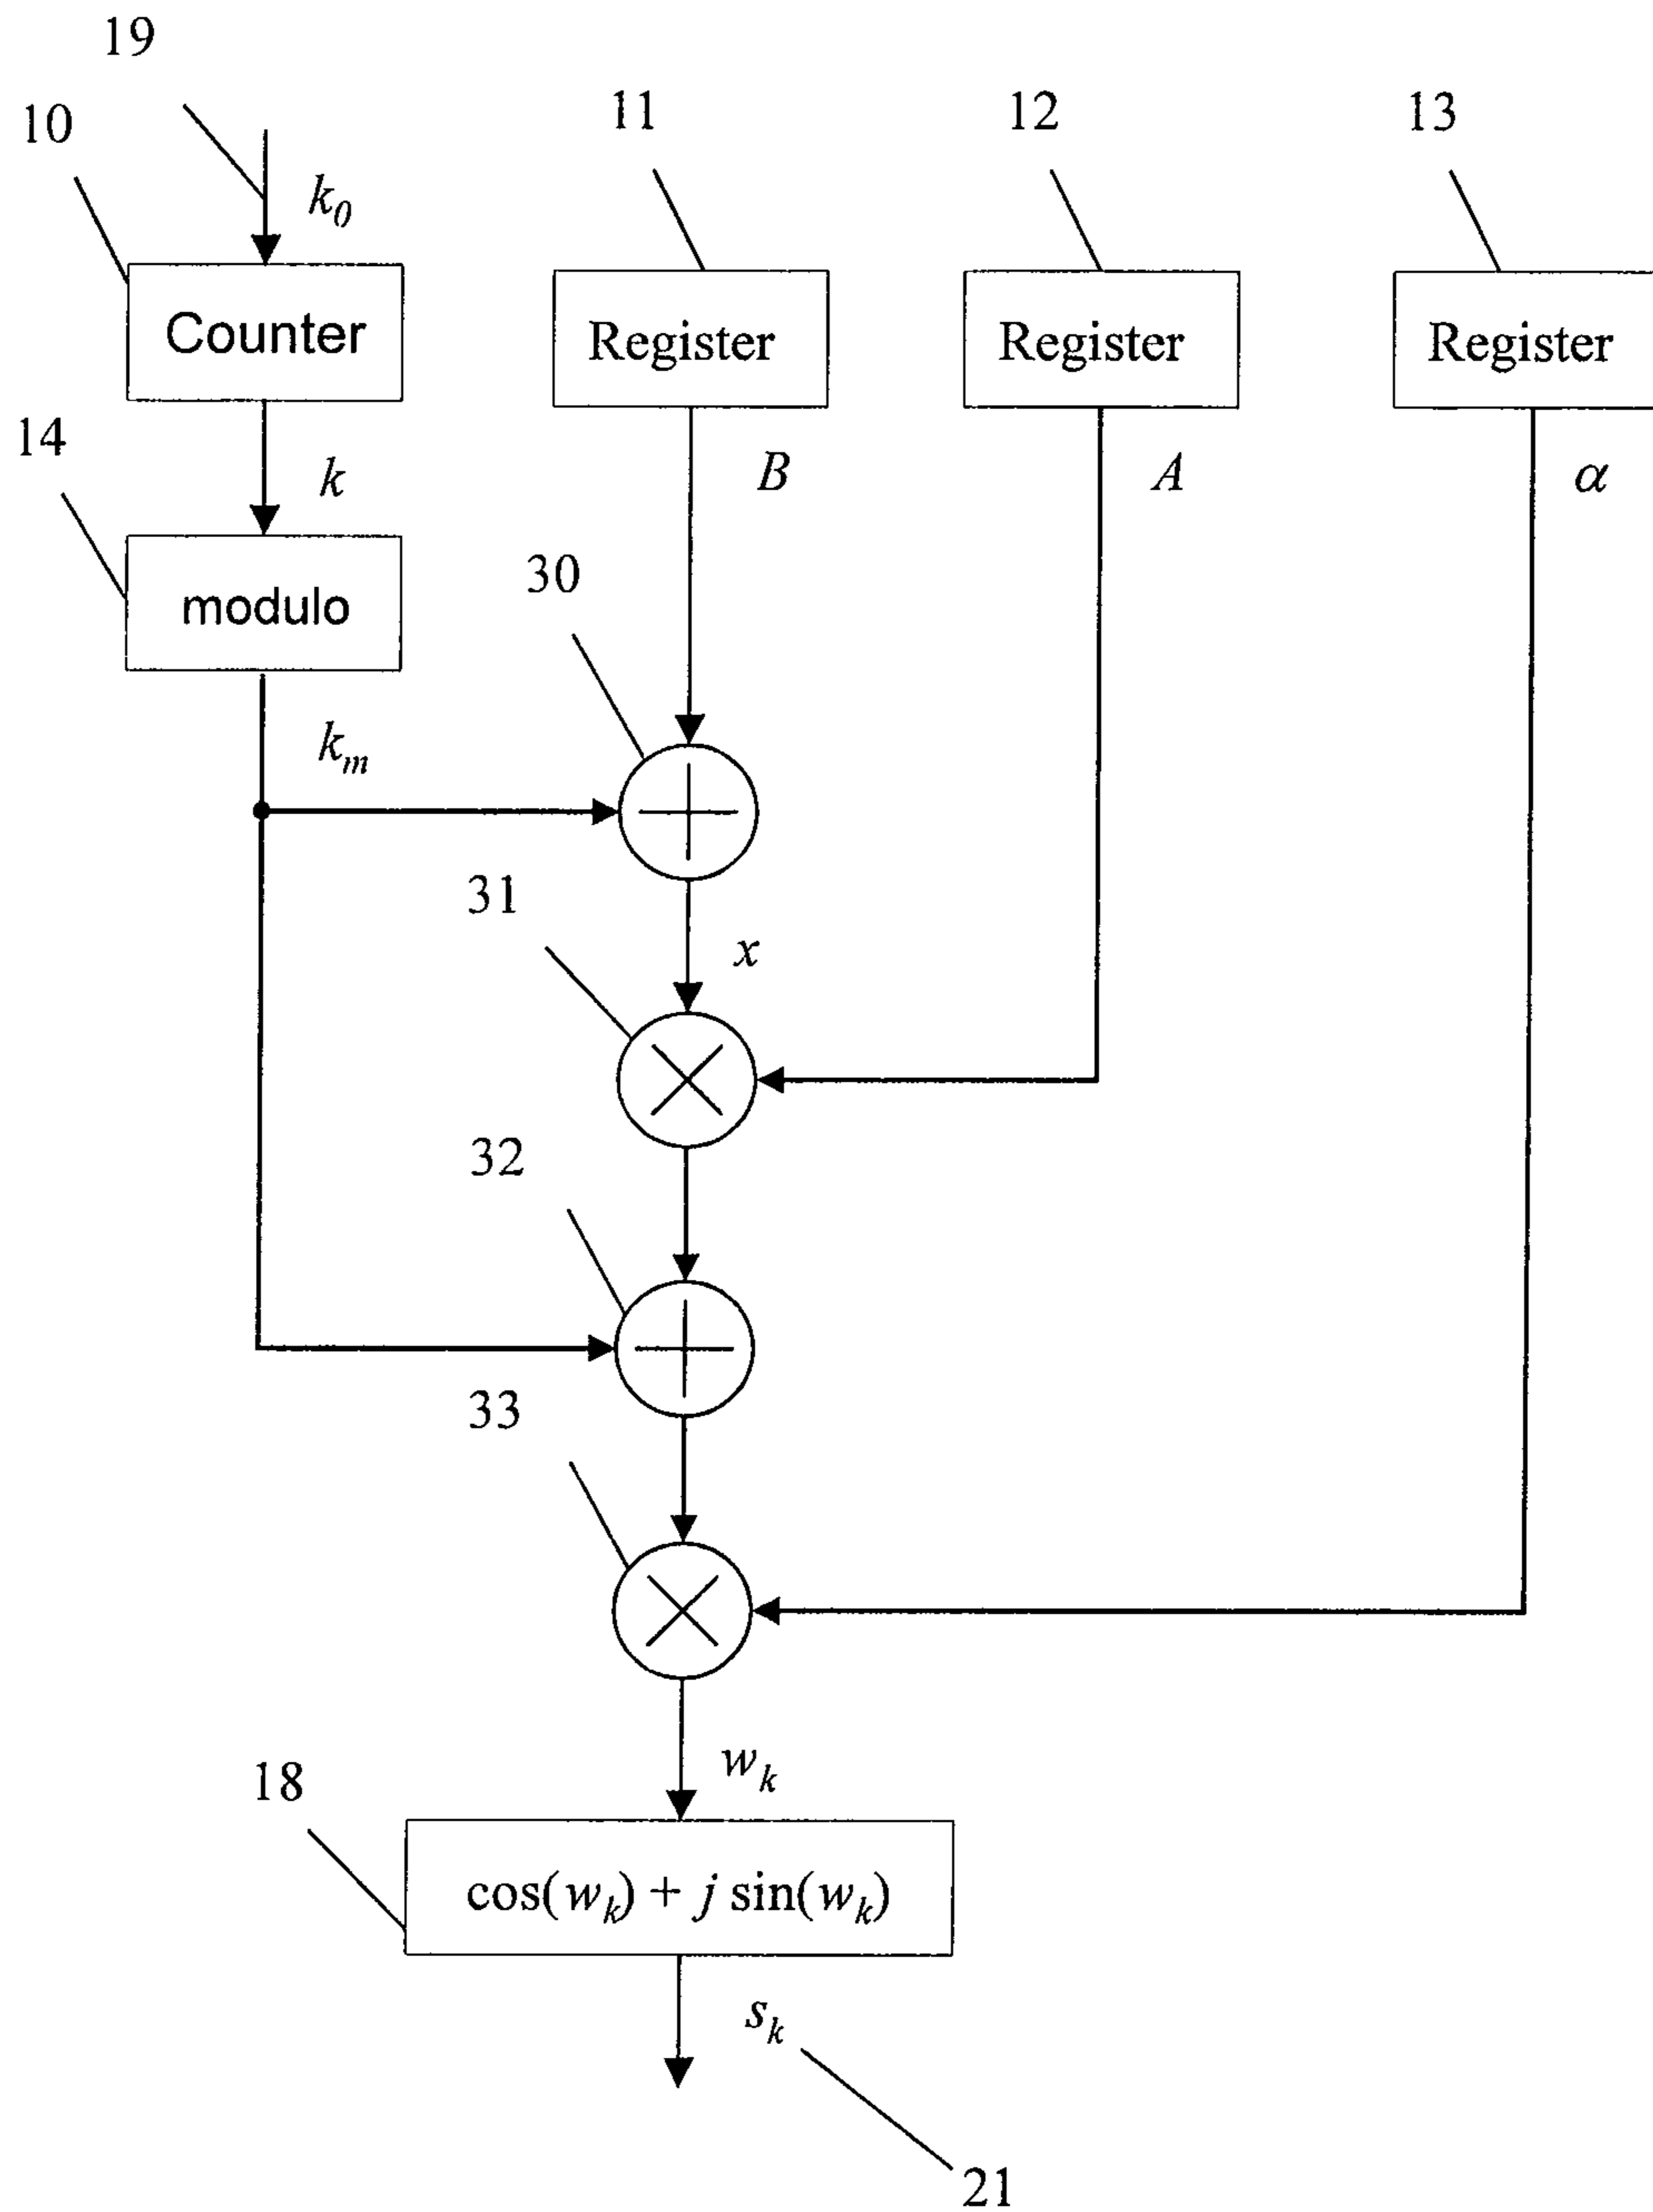 19
10
11
12
13
k₀
Counter
Register
Register
Register
14
k
B
A
α
modulo
30
kₘ
31
x
32
33
wₖ
18
cos(wₖ) + j sin(wₖ)
sₖ
21